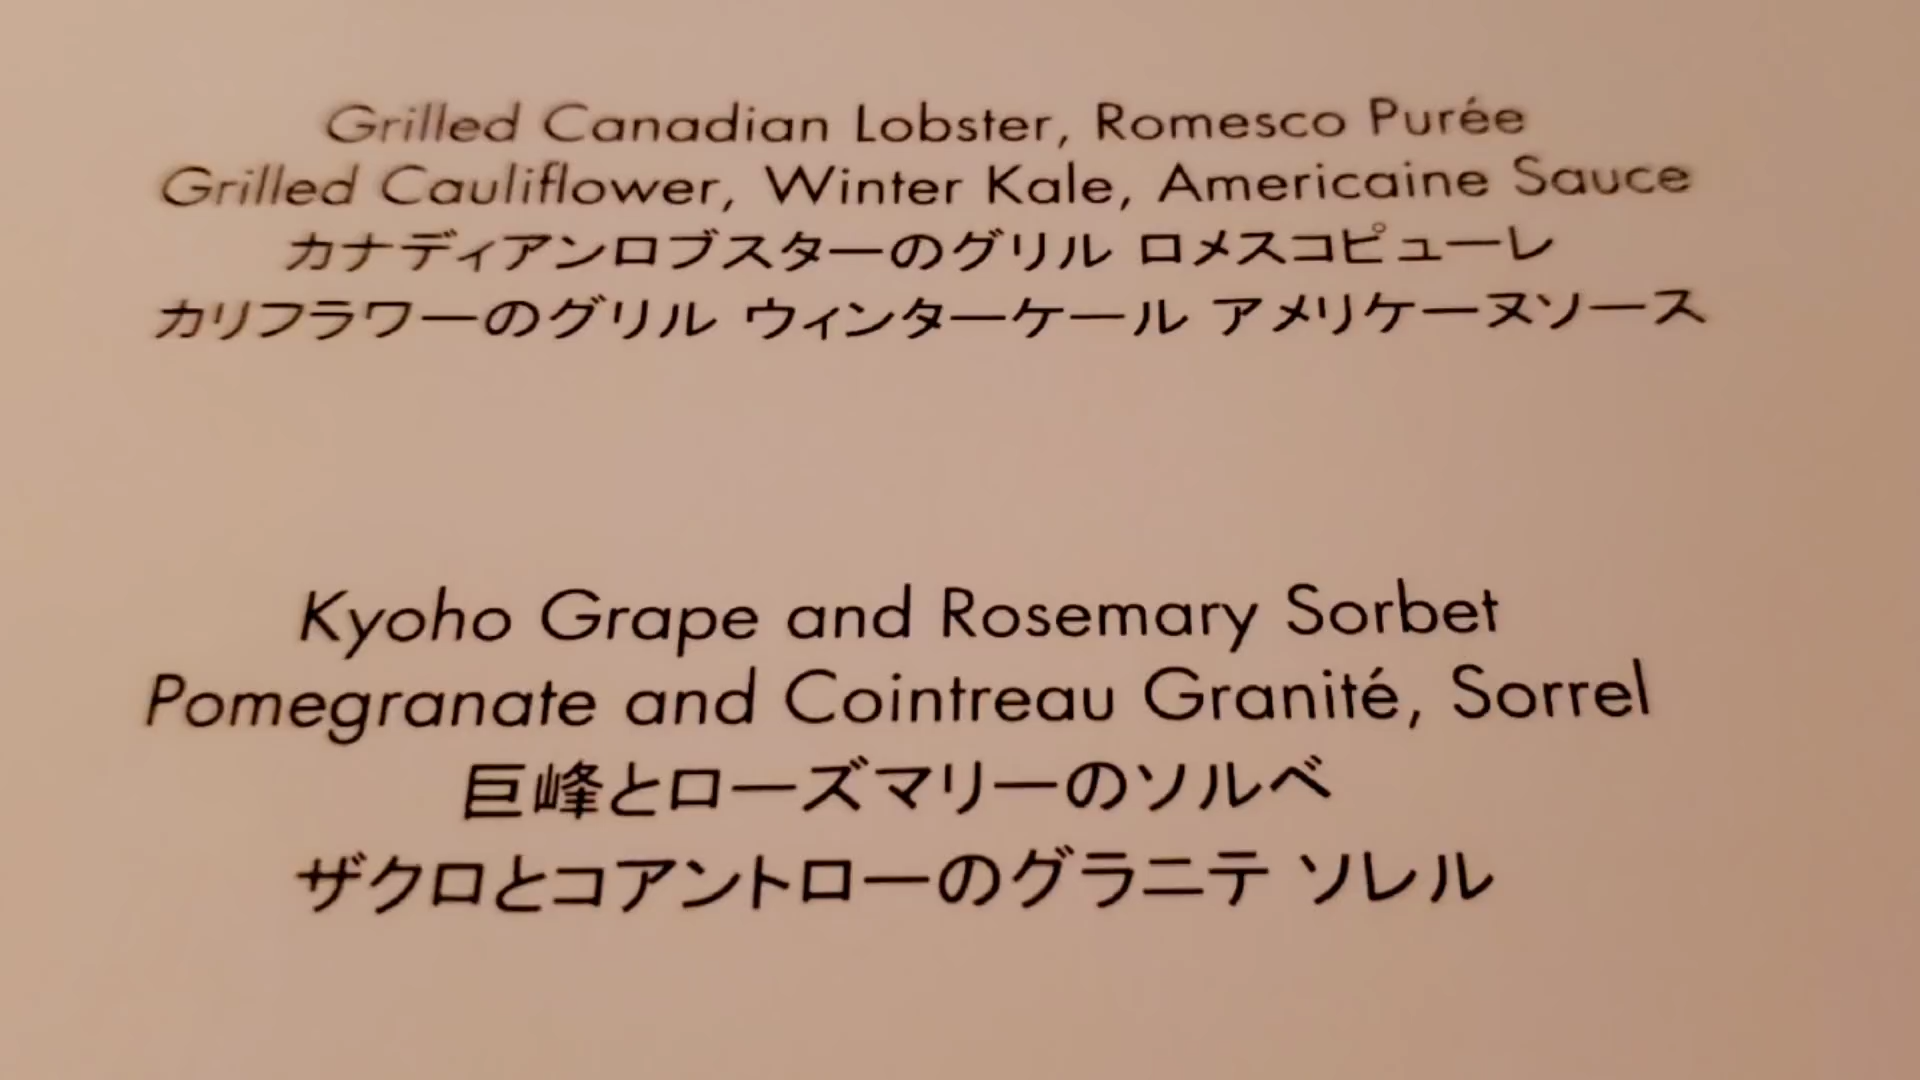 Grilled Canadian Lobster, Romesco Purée
Grilled Cauliflower, Winter Kale, Americaine Sauce
カナディアンロブスターのグリル ロメスコピューレ
カリフラワーのグリル ウィンターケール アメリケーヌソース
Kyoho Grape and Rosemary Sorbet
Pomegranate and Cointreau Granité, Sorrel
巨峰とローズマリーのソルベ
ザクロとコアントローのグラニテ ソレル